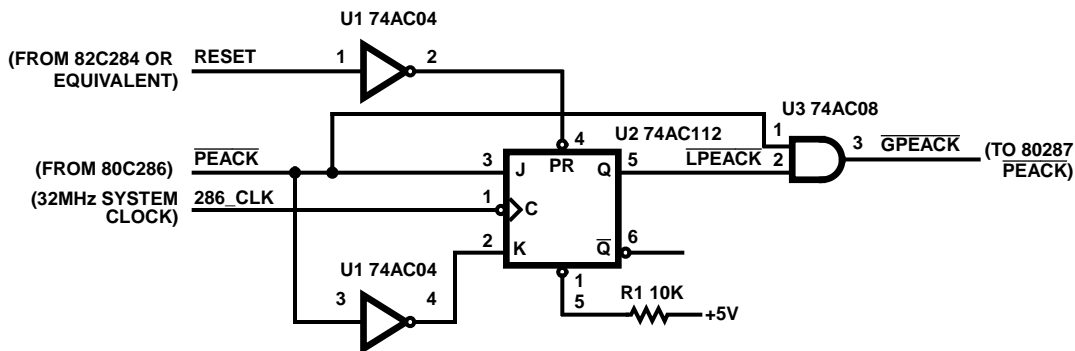 U1 74AC04
(FROM 82C284 OR
EQUIVALENT)
RESET
1
2
U3 74AC08
4
U2 74AC112
1
3
GPEACK
(TO 80287
PEACK)
(FROM 80C286)
PEACK
3
J
PR
Q
5
LPEACK
2
(32MHz SYSTEM
CLOCK)
286_CLK
1
C
2
K
Q
6
U1 74AC04
3
4
1
5
R1 10K
+5V